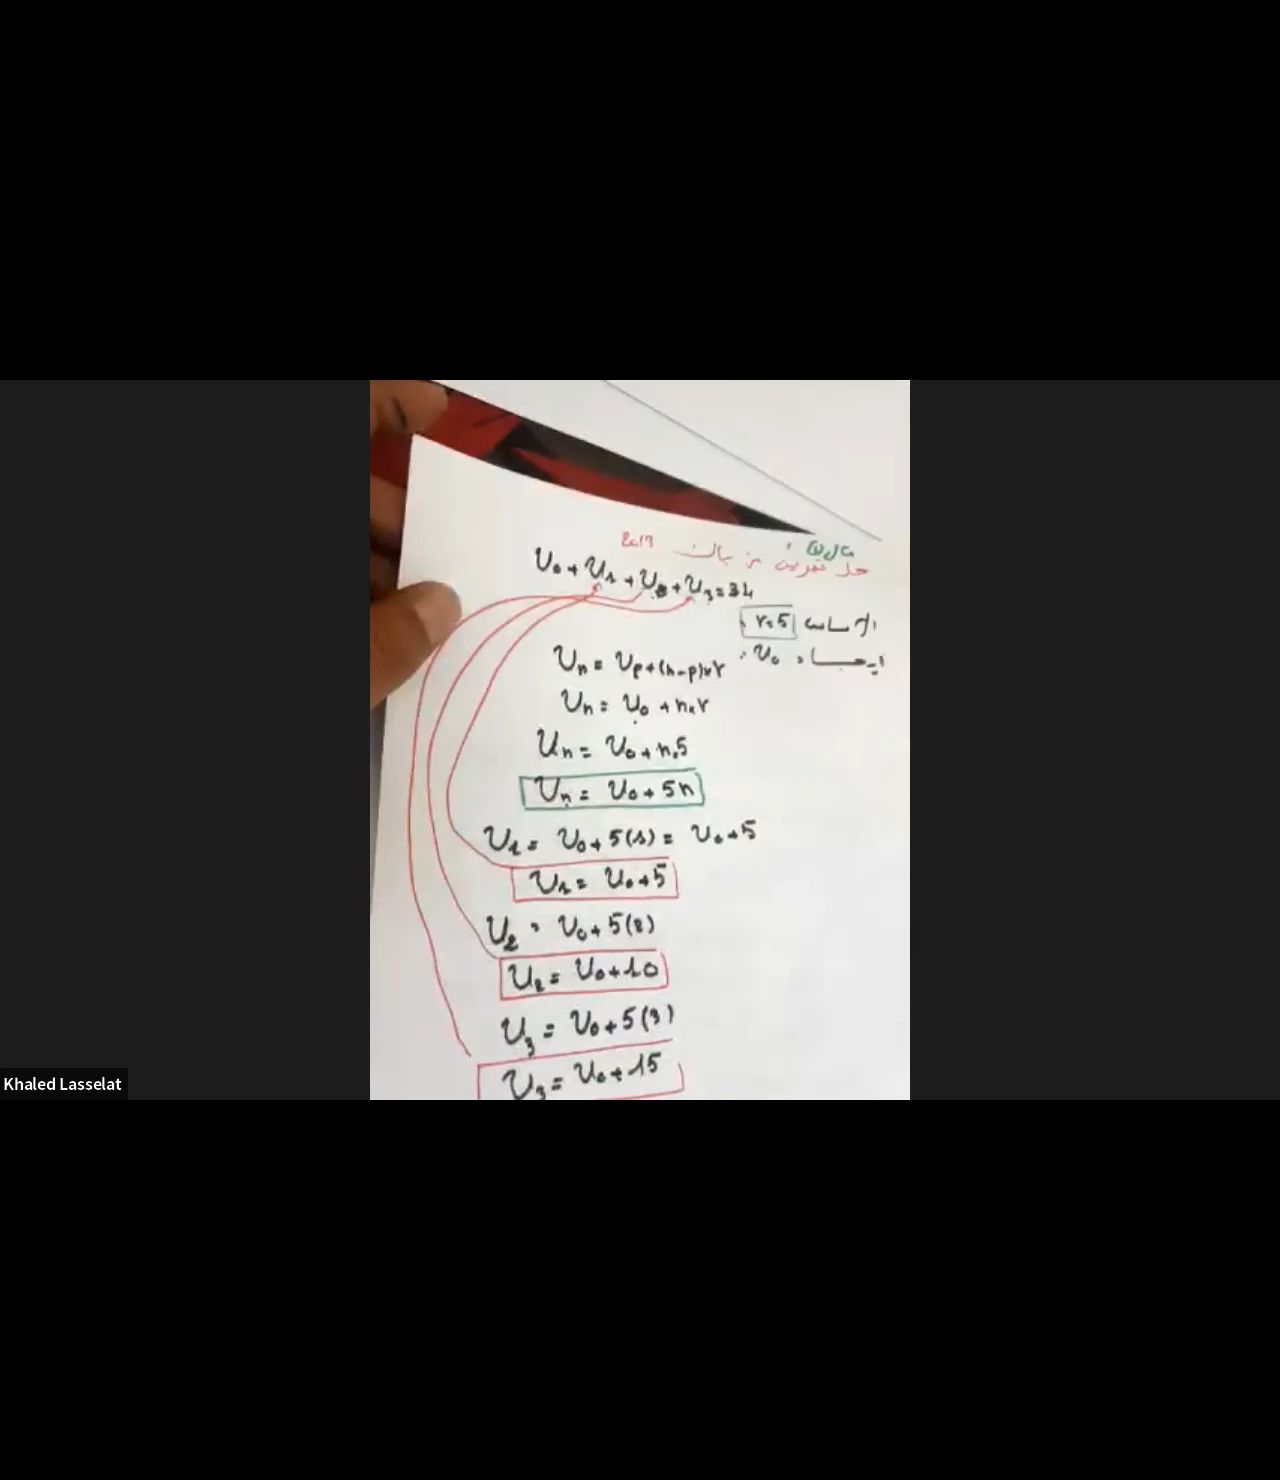 مثال
حل تمرين من باك 2013
U₀ + U₁ + U₂ + U₃ = 34
الأساس r=5
إيجاد U₀
Uₙ = Uₚ + (n-p)×r
Uₙ = U₀ + n×r
Uₙ = U₀ + n×5
Uₙ = U₀ + 5n
U₁ = U₀ + 5(1) = U₀ + 5
U₁ = U₀ + 5
U₂ = U₀ + 5(2)
U₂ = U₀ + 10
U₃ = U₀ + 5(3)
U₃ = U₀ + 15
Khaled Lasselat